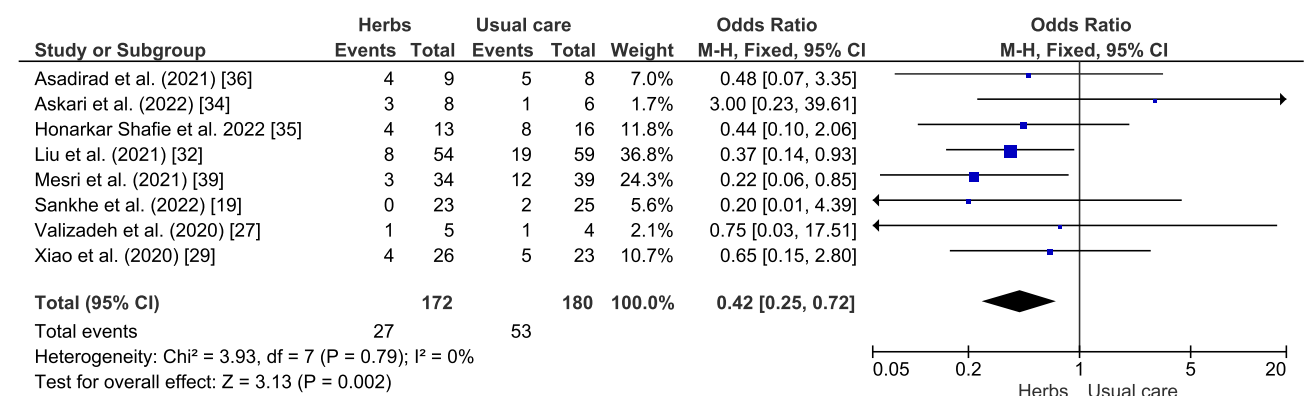 Herbs Usual care Odds Ratio Odds Ratio
Study or Subgroup Events Total Events Total Weight M-H, Fixed, 95% CI M-H, Fixed, 95% CI
Asadirad et al. (2021) [36] 4 9 5 8 7.0% 0.48 [0.07, 3.35]
Askari et al. (2022) [34] 3 8 1 6 1.7% 3.00 [0.23, 39.61]
Honarkar Shafie et al. 2022 [35] 4 13 8 16 11.8% 0.44 [0.10, 2.06]
Liu et al. (2021) [32] 8 54 19 59 36.8% 0.37 [0.14, 0.93]
Mesri et al. (2021) [39] 3 34 12 39 24.3% 0.22 [0.06, 0.85]
Sankhe et al. (2022) [19] 0 23 2 25 5.6% 0.20 [0.01, 4.39]
Valizadeh et al. (2020) [27] 1 5 1 4 2.1% 0.75 [0.03, 17.51]
Xiao et al. (2020) [29] 4 26 5 23 10.7% 0.65 [0.15, 2.80]
Total (95% CI) 172 180 100.0% 0.42 [0.25, 0.72]
Total events 27 53
Heterogeneity: Chi² = 3.93, df = 7 (P = 0.79); I² = 0%
Test for overall effect: Z = 3.13 (P = 0.002)
0.05 0.2 1 5 20
Herbs Usual care